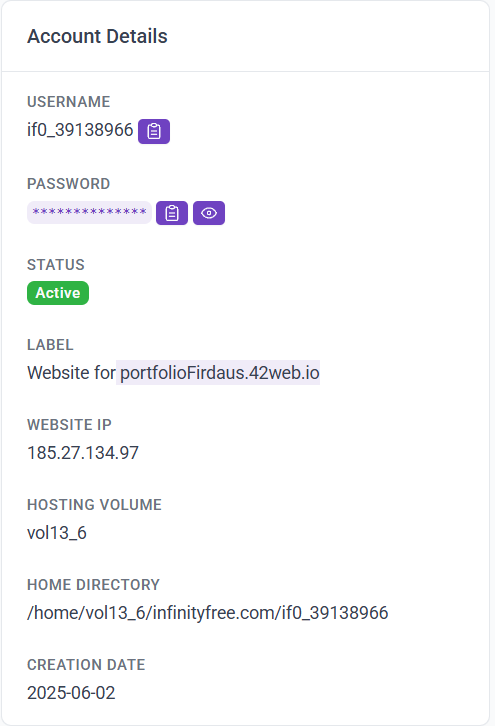 Account Details
USERNAME
if0_39138966
PASSWORD
**************
STATUS
Active
LABEL
Website for portfolioFirdaus.42web.io
WEBSITE IP
185.27.134.97
HOSTING VOLUME
vol13_6
HOME DIRECTORY
/home/vol13_6/infinityfree.com/if0_39138966
CREATION DATE
2025-06-02